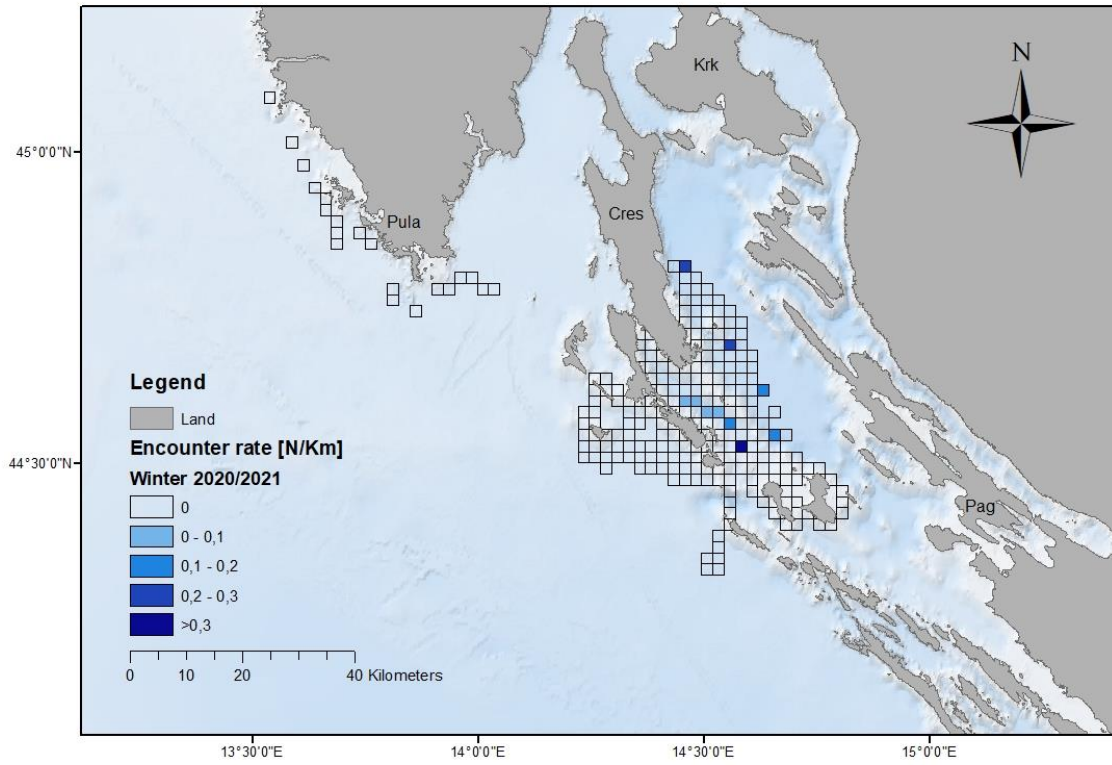 N
Krk
45°0'0"N
Cres
Pula
Legend
Land
Encounter rate [N/Km]
Winter 2020/2021
0
0 - 0,1
0,1 - 0,2
0,2 - 0,3
>0,3
44°30'0"N
Pag
0 10 20 40 Kilometers
13°30'0"E 14°0'0"E 14°30'0"E 15°0'0"E